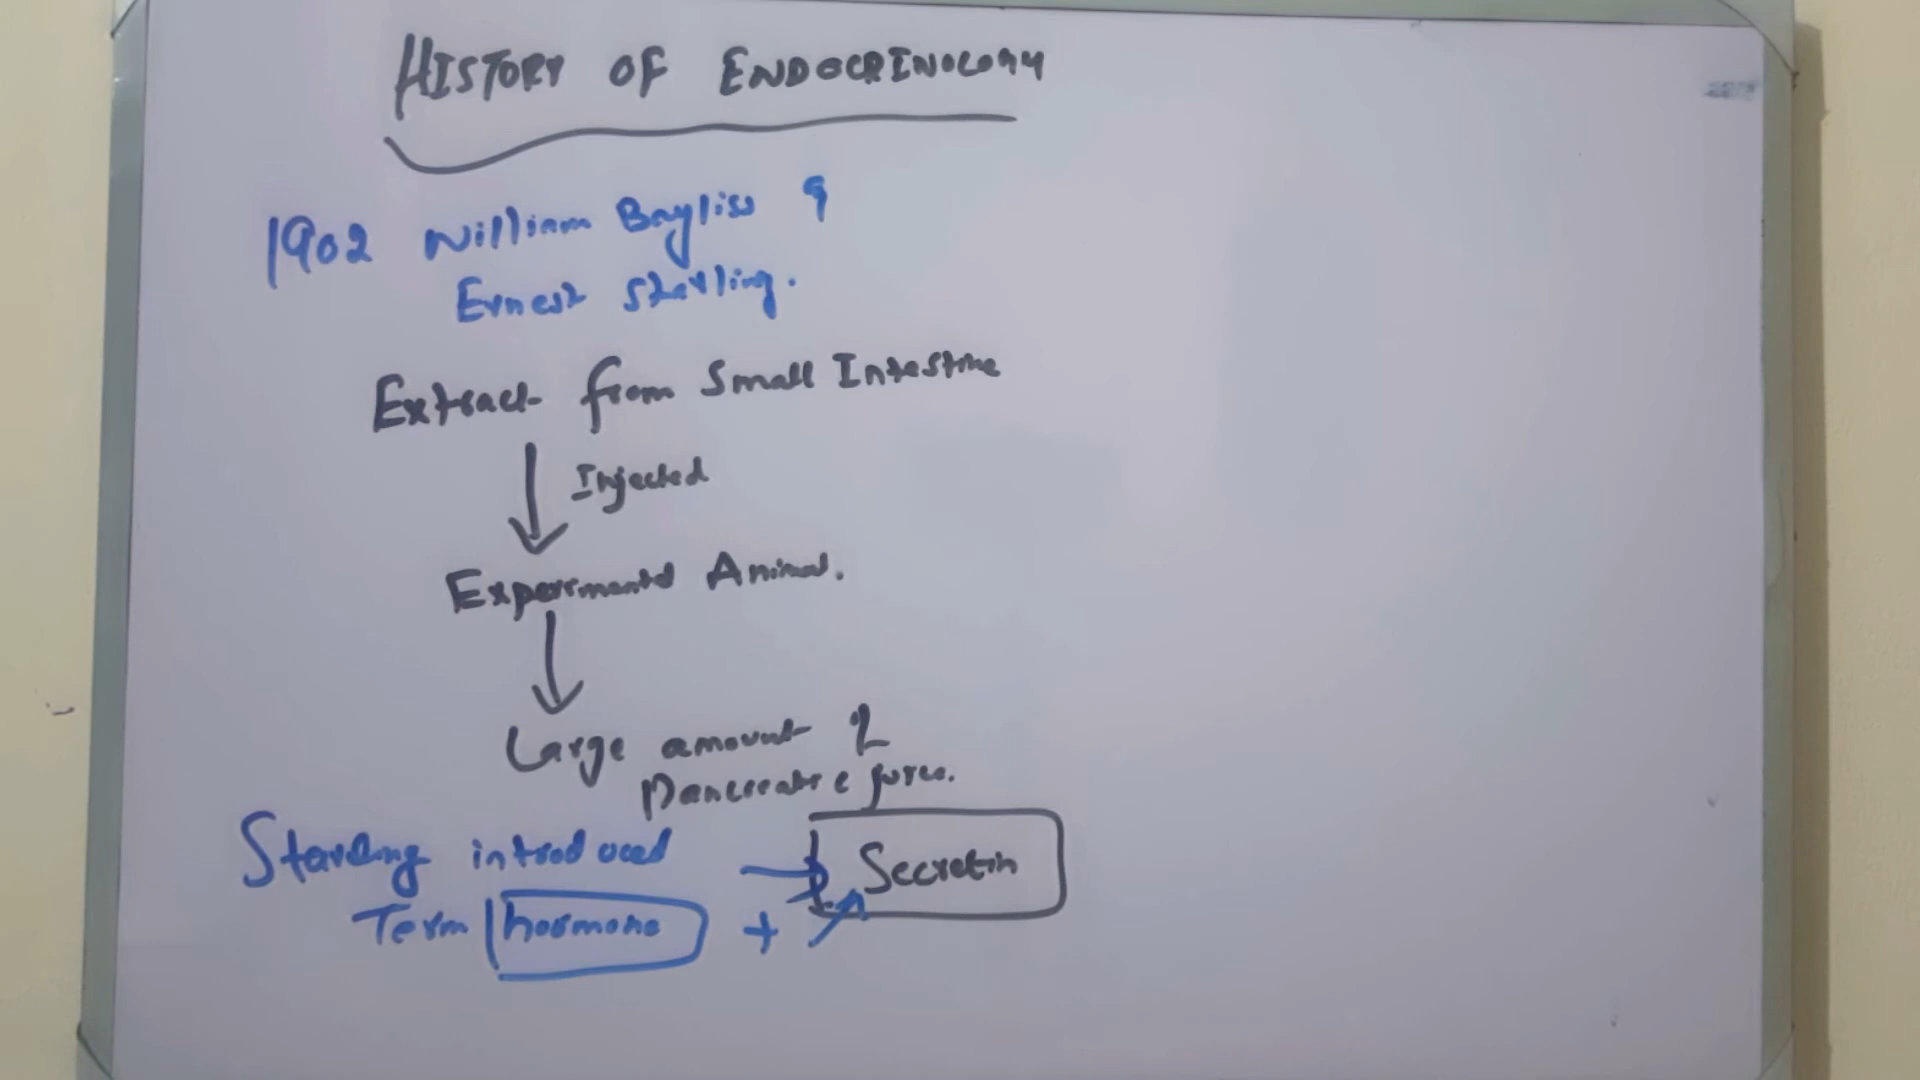 HISTORY OF ENDOCRINOLOGY
1902 William Bayliss &
Ernest Starling.
Extract from Small Intestine
Injected
Experimental Animal.
Large amount of
Pancreatic juice.
Starling introduced
Secretin
Term hormone +